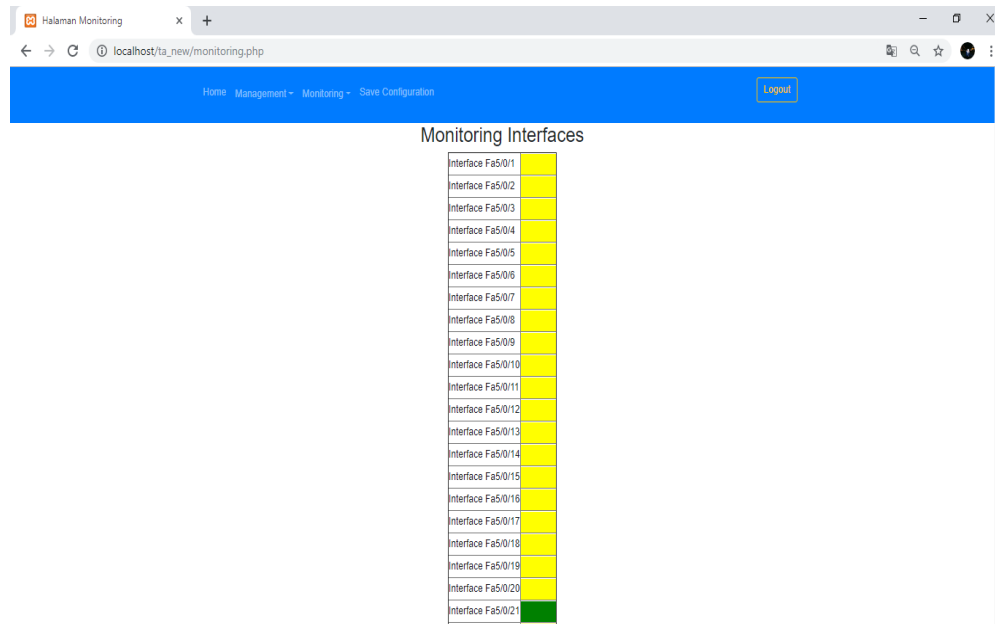 Halaman Monitoring
localhost/ta_new/monitoring.php
Home Management Monitoring Save Configuration Logout
Monitoring Interfaces
Interface Fa5/0/1
Interface Fa5/0/2
Interface Fa5/0/3
Interface Fa5/0/4
Interface Fa5/0/5
Interface Fa5/0/6
Interface Fa5/0/7
Interface Fa5/0/8
Interface Fa5/0/9
Interface Fa5/0/10
Interface Fa5/0/11
Interface Fa5/0/12
Interface Fa5/0/13
Interface Fa5/0/14
Interface Fa5/0/15
Interface Fa5/0/16
Interface Fa5/0/17
Interface Fa5/0/18
Interface Fa5/0/19
Interface Fa5/0/20
Interface Fa5/0/21